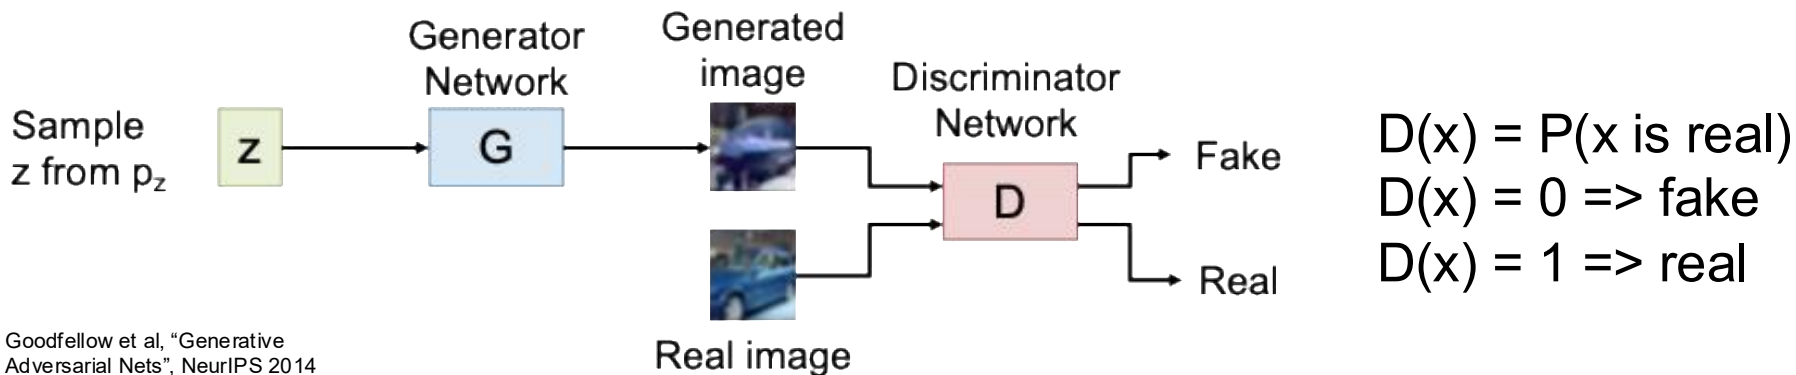 Sample
z from pz
z
Generator
Network
G
Generated
image
Real image
Discriminator
Network
D
Fake
Real
D(x) = P(x is real)
D(x) = 0 => fake
D(x) = 1 => real
Goodfellow et al, “Generative
Adversarial Nets”, NeurIPS 2014